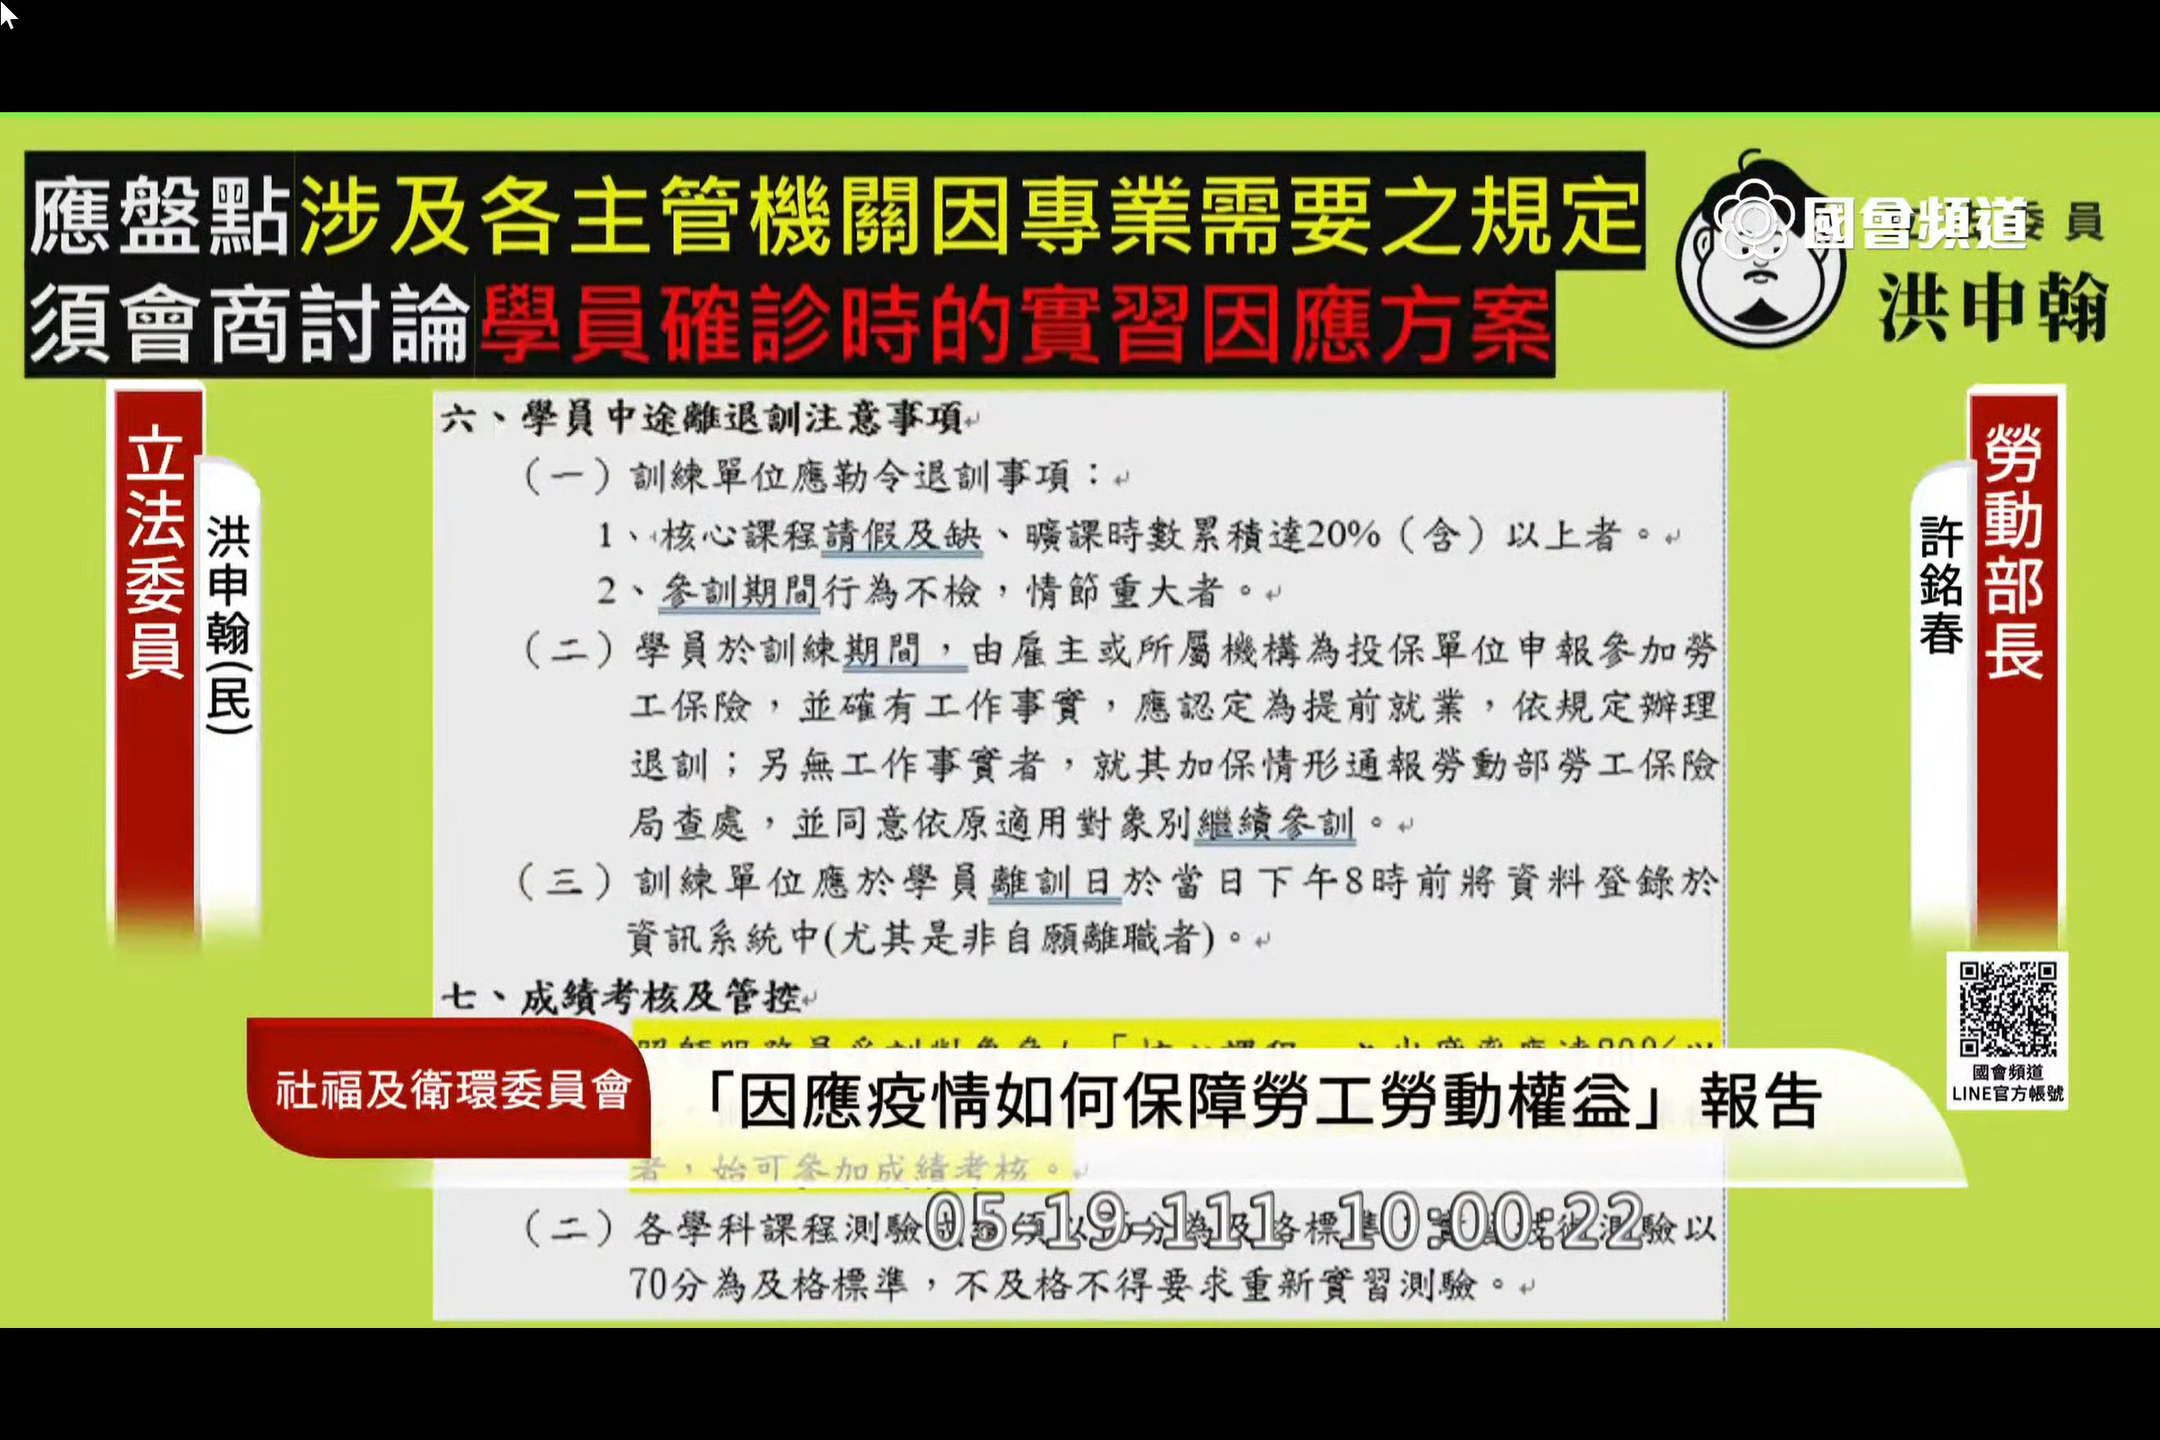 應盤點涉及各主管機關因專業需要之規定
須會商討論學員確診時的實習因應方案
國會頻道
委員
洪申翰
立法委員
洪申翰(民)
勞動部長
許銘春
六、學員中途離退訓注意事項
（一）訓練單位應勒令退訓事項：
1、核心課程請假及缺、曠課時數累積達20%（含）以上者。
2、參訓期間行為不檢，情節重大者。
（二）學員於訓練期間，由雇主或所屬機構為投保單位申報參加勞
工保險，並確有工作事實，應認定為提前就業，依規定辦理
退訓；另無工作事實者，就其加保情形通報勞動部勞工保險
局查處，並同意依原適用對象別繼續參訓。
（三）訓練單位應於學員離訓日於當日下午8時前將資料登錄於
資訊系統中(尤其是非自願離職者)。
七、成績考核及管控
社福及衛環委員會
「因應疫情如何保障勞工勞動權益」報告
者，始可參加成績考核。
05-19-111 10:00:22
（二）各學科課程測驗 分為及格標準 測驗以
70分為及格標準，不及格不得要求重新實習測驗。
國會頻道
LINE官方帳號